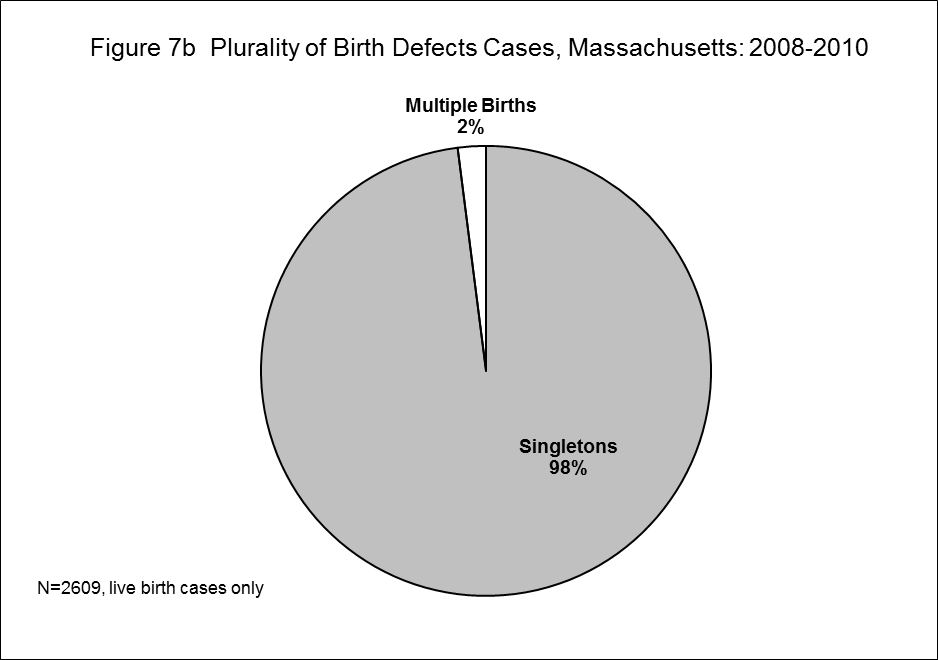 Figure 7b  Plurality of Birth Defects Cases, Massachusetts: 2008-2010
Multiple Births
2%
Singletons
98%
N=2609, live birth cases only